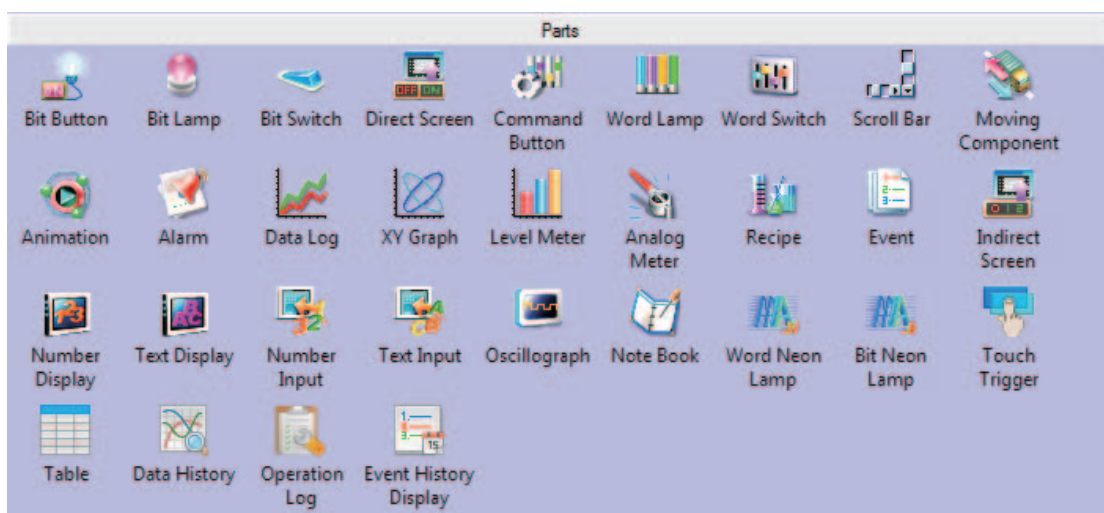 Parts
Bit Button
Bit Lamp
Bit Switch
Direct Screen
OFF ON
Command
Button
Word Lamp
Word Switch
Scroll Bar
Moving
Component
Animation
Alarm
Data Log
XY Graph
Level Meter
Analog
Meter
Recipe
Event
Indirect
Screen
Number
Display
Text Display
Number
Input
Text Input
Oscillograph
Note Book
Word Neon
Lamp
Bit Neon
Lamp
Touch
Trigger
Table
Data History
Operation
Log
15
Event History
Display